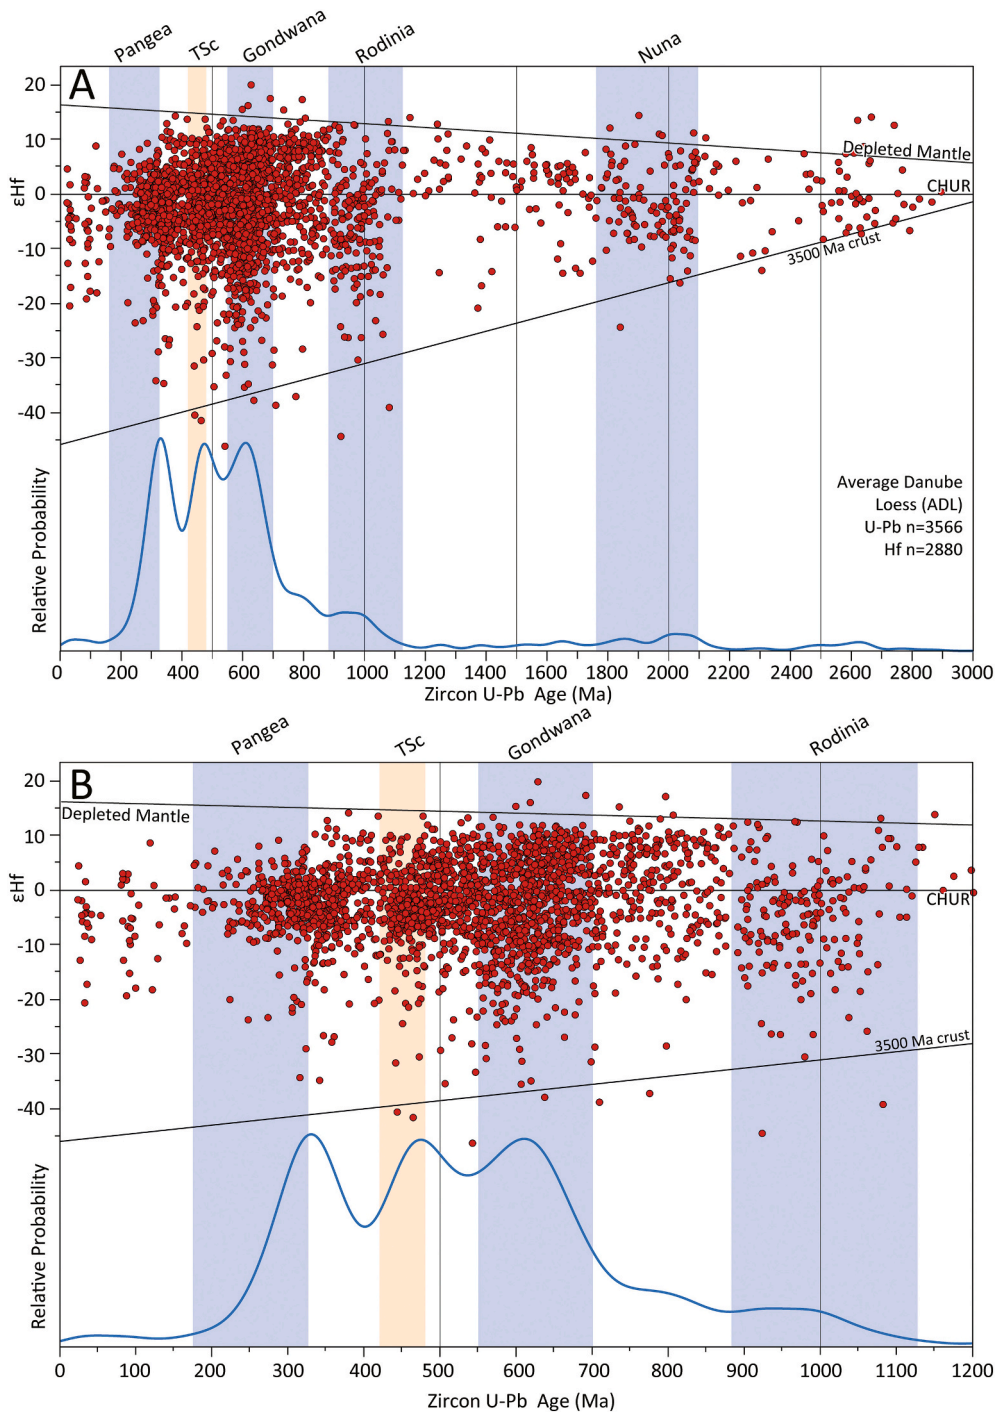 Pangea TSc Gondwana Rodinia Nuna
A
20
10
0
-10
-20
-30
-40
εHf
Depleted Mantle
CHUR
3500 Ma crust
Average Danube
Loess (ADL)
U-Pb n=3566
Hf n=2880
Relative Probability
0 200 400 600 800 1000 1200 1400 1600 1800 2000 2200 2400 2600 2800 3000
Zircon U-Pb Age (Ma)
Pangea TSc Gondwana Rodinia
B
20
10
0
-10
-20
-30
-40
εHf
Depleted Mantle
CHUR
3500 Ma crust
Relative Probability
0 100 200 300 400 500 600 700 800 900 1000 1100 1200
Zircon U-Pb Age (Ma)